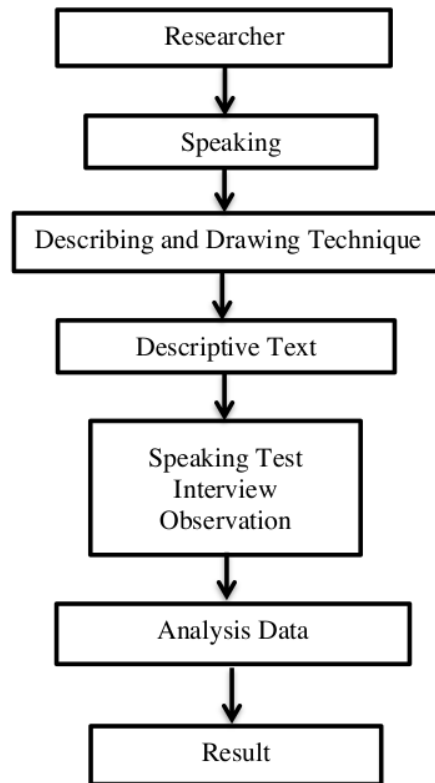 Researcher
Speaking
Describing and Drawing Technique
Descriptive Text
Speaking Test
Interview
Observation
Analysis Data
Result